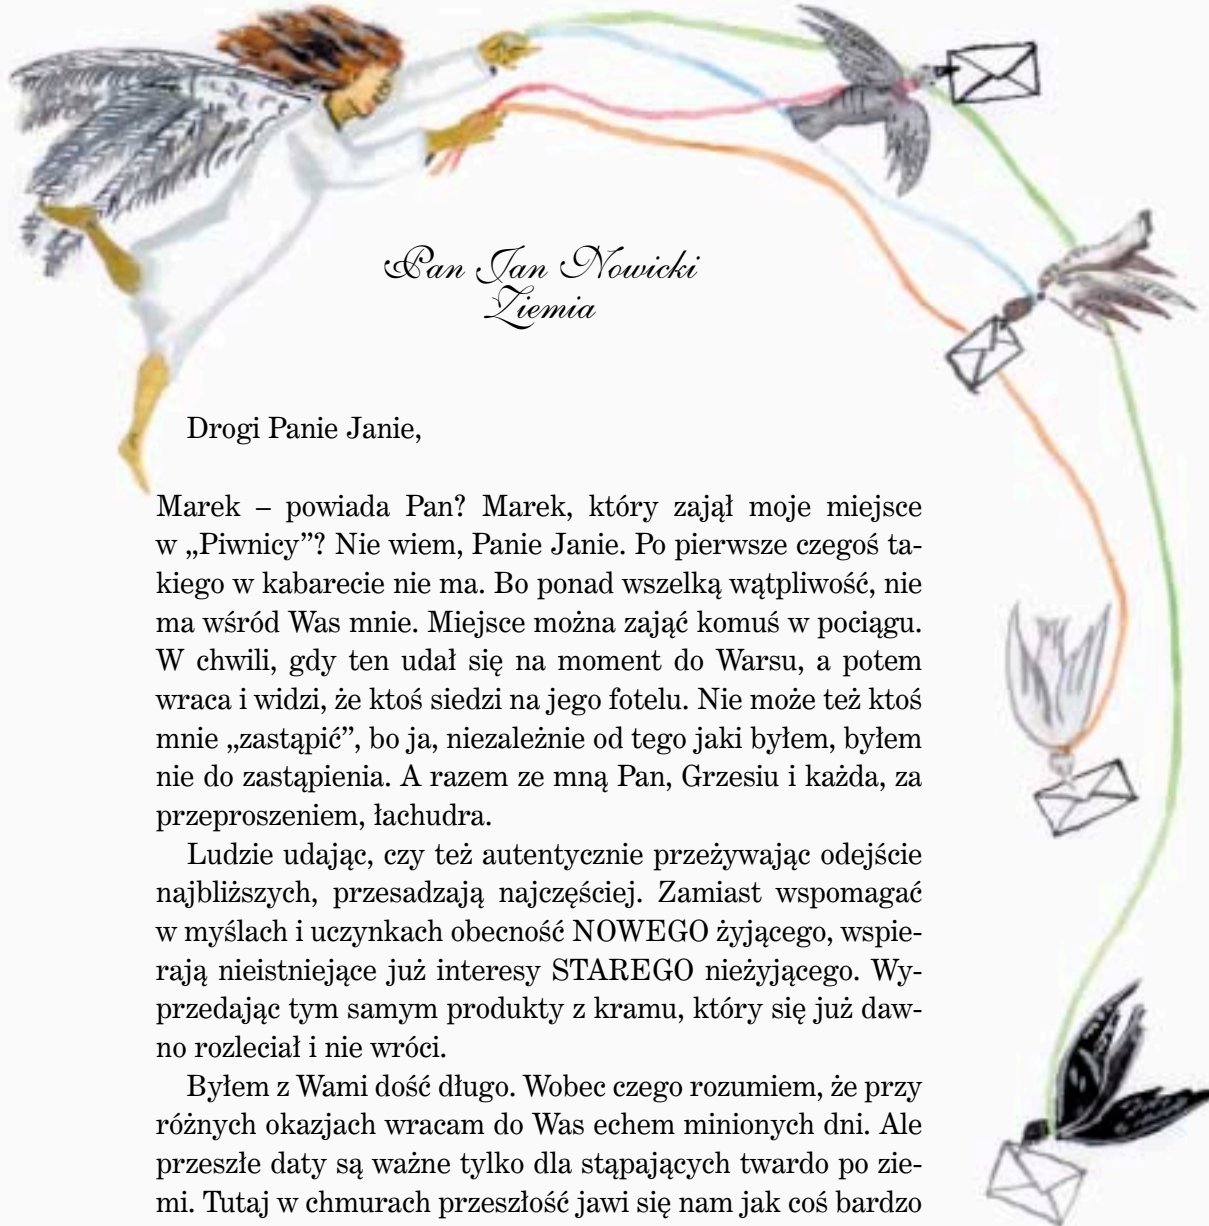 Pan Jan Nowicki
Ziemia
Drogi Panie Janie,
Marek – powiada Pan? Marek, który zajął moje miejsce
w „Piwnicy”? Nie wiem, Panie Janie. Po pierwsze czegoś ta-
kiego w kabarecie nie ma. Bo ponad wszelką wątpliwość, nie
ma wśród Was mnie. Miejsce można zająć komuś w pociągu.
W chwili, gdy ten udał się na moment do Warsu, a potem
wraca i widzi, że ktoś siedzi na jego fotelu. Nie może też ktoś
mnie „zastąpić”, bo ja, niezależnie od tego jaki byłem, byłem
nie do zastąpienia. A razem ze mną Pan, Grzesiu i każda, za
przeproszeniem, łachudra.
Ludzie udając, czy też autentycznie przeżywając odejście
najbliższych, przesadzają najczęściej. Zamiast wspomagać
w myślach i uczynkach obecność NOWEGO żyjącego, wspie-
rają nieistniejące już interesy STAREGO nieżyjącego. Wy-
przedając tym samym produkty z kramu, który się już daw-
no rozleciał i nie wróci.
Byłem z Wami dość długo. Wobec czego rozumiem, że przy
różnych okazjach wracam do Was echem minionych dni. Ale
przeszłe daty są ważne tylko dla stąpających twardo po zie-
mi. Tutaj w chmurach przeszłość jawi się nam jak coś bardzo